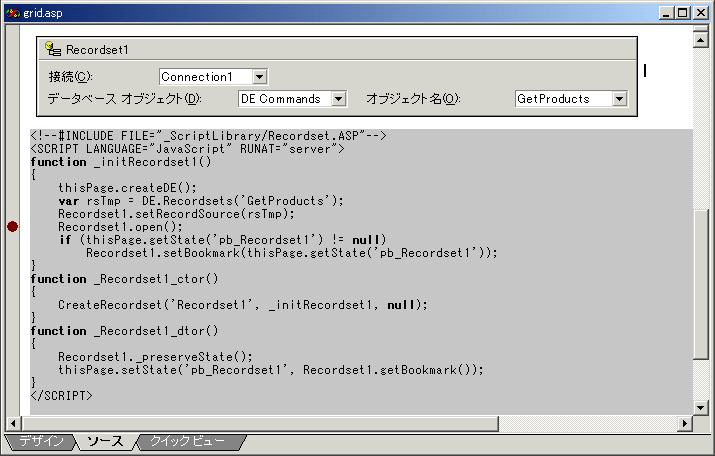 grid.asp
Recordset1
接続(C): Connection1
データベース オブジェクト(D): DE Commands オブジェクト名(O): GetProducts
<!--#INCLUDE FILE="_ScriptLibrary/Recordset.ASP"-->
<SCRIPT LANGUAGE="JavaScript" RUNAT="server">
function _initRecordset1()
{
    thisPage.createDE();
    var rsTmp = DE.Recordsets('GetProducts');
    Recordset1.setRecordSource(rsTmp);
    Recordset1.open();
    if (thisPage.getState('pb_Recordset1') != null)
        Recordset1.setBookmark(thisPage.getState('pb_Recordset1'));
}
function _Recordset1_ctor()
{
    CreateRecordset('Recordset1', _initRecordset1, null);
}
function _Recordset1_dtor()
{
    Recordset1._preserveState();
    thisPage.setState('pb_Recordset1', Recordset1.getBookmark());
}
</SCRIPT>
デザイン ソース クイック ビュー